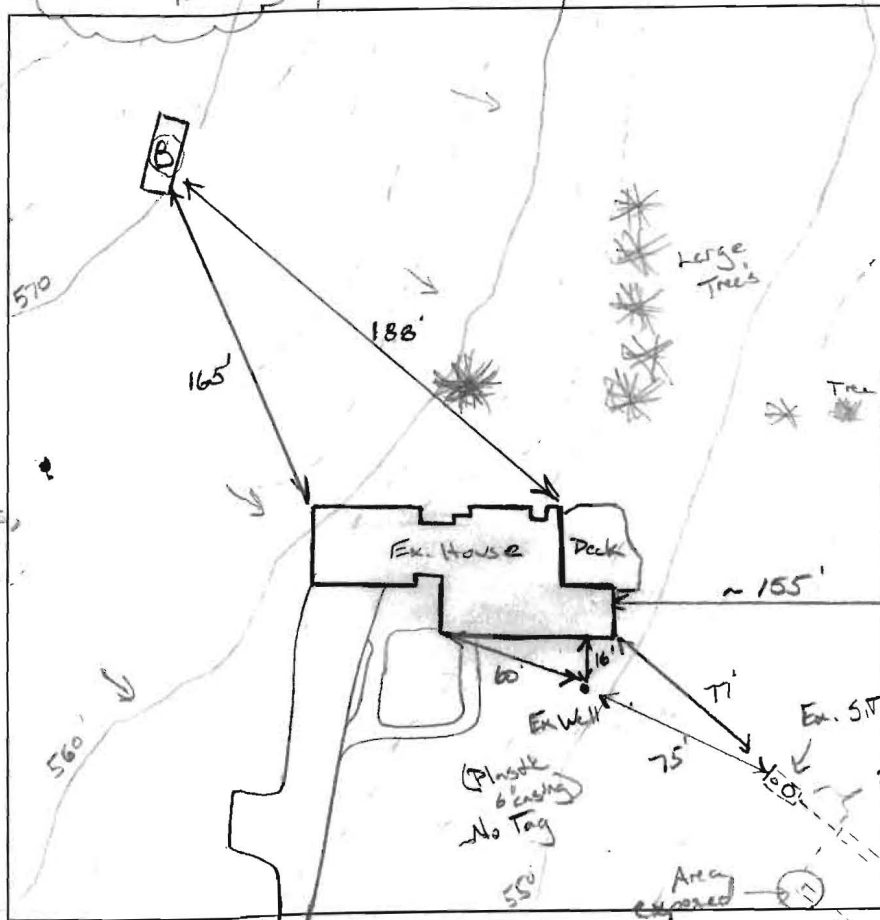 B
570
Large
Trees
188'
165'
Tree
Ex. House
Deck
~ 155'
60'
16'
77'
Ex Well
75'
Ex. S.T
(Plastic
6" casing)
No Tag
560'
550'
Area
exposed